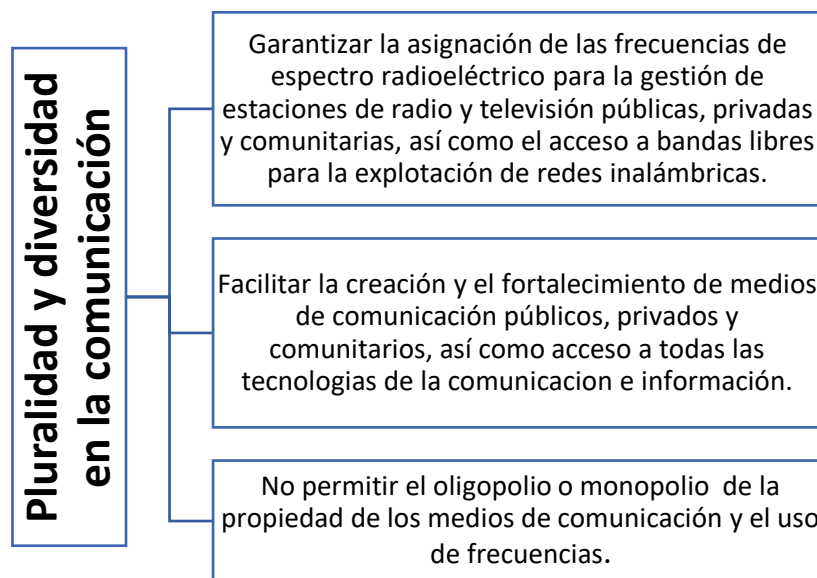 Pluralidad y diversidad
en la comunicación
Garantizar la asignación de las frecuencias de
espectro radioeléctrico para la gestión de
estaciones de radio y televisión públicas, privadas
y comunitarias, así como el acceso a bandas libres
para la explotación de redes inalámbricas.
Facilitar la creación y el fortalecimiento de medios
de comunicación públicos, privados y
comunitarios, así como acceso a todas las
tecnologias de la comunicacion e información.
No permitir el oligopolio o monopolio de la
propiedad de los medios de comunicación y el uso
de frecuencias.